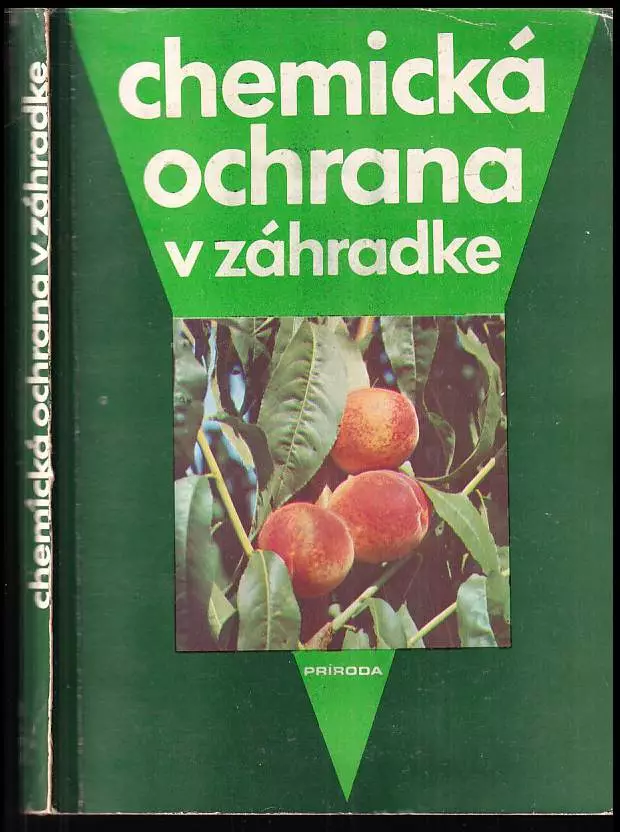 chemická
ochrana
v záhradke
PRÍRODA
chemická ochrana v záhradke